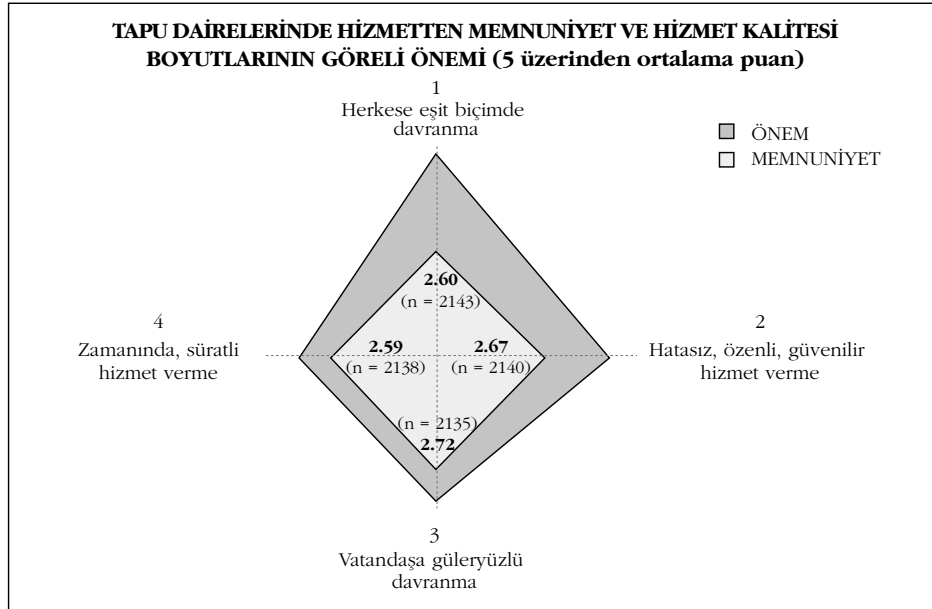 TAPU DAİRELERİNDE HİZMETTEN MEMNUNİYET VE HİZMET KALİTESİ
BOYUTLARININ GÖRELİ ÖNEMİ (5 üzerinden ortalama puan)
1
Herkese eşit biçimde
davranma
ÖNEM
MEMNUNİYET
2.60
(n = 2143)
4
Zamanında, süratli
hizmet verme
2.59
(n = 2138)
2.67
(n = 2140)
2
Hatasız, özenli, güvenilir
hizmet verme
(n = 2135)
2.72
3
Vatandaşa güleryüzlü
davranma